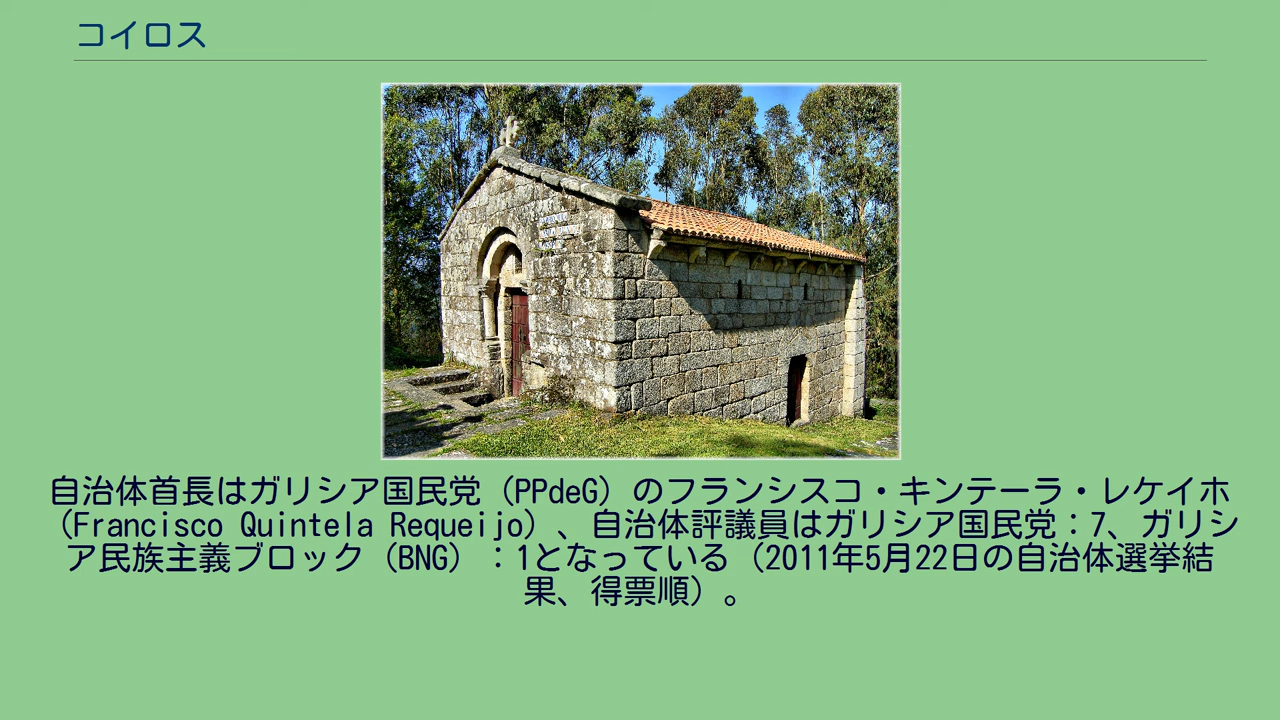 コイロス
自治体首長はガリシア国民党（PPdeG）のフランシスコ・キンテーラ・レケイホ
（Francisco Quintela Requeijo）、自治体評議員はガリシア国民党：7、ガリシ
ア民族主義ブロック（BNG）：1となっている（2011年5月22日の自治体選挙結
果、得票順）。